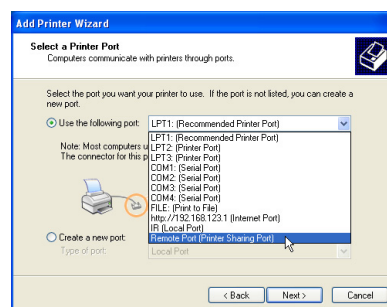 Add Printer Wizard
Select a Printer Port
Computers communicate with printers through ports.
Select the port you want your printer to use. If the port is not listed, you can create a
new port.
Use the following port:
LPT1: (Recommended Printer Port)
LPT1: (Recommended Printer Port)
LPT2: (Printer Port)
LPT3: (Printer Port)
COM1: (Serial Port)
COM2: (Serial Port)
COM3: (Serial Port)
COM4: (Serial Port)
FILE: (Print to File)
http://192.168.123.1 (Internet Port)
IR (Local Port)
Remote Port (Printer Sharing Port)
Note: Most computers u
The connector for this p
Create a new port:
Type of port:
Local Port
< Back
Next >
Cancel